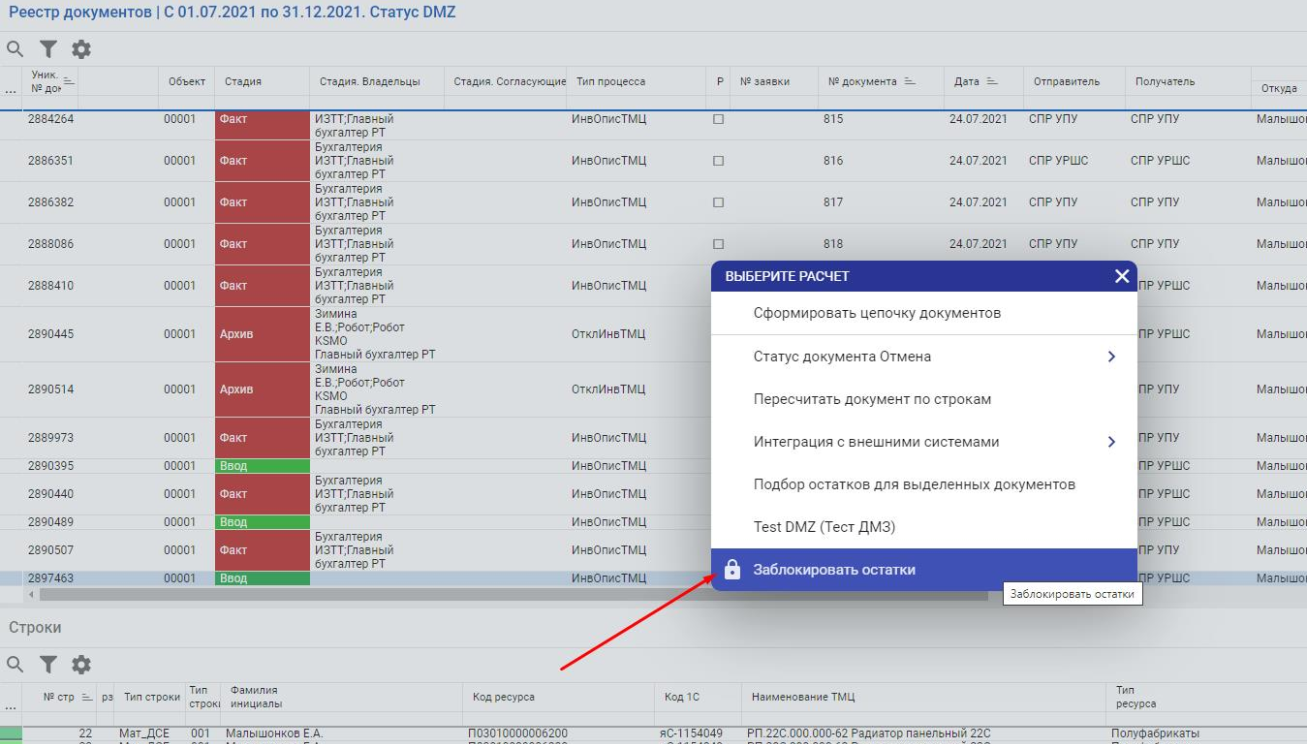 Реестр документов | С 01.07.2021 по 31.12.2021. Статус DMZ
Уник. № док Объект Стадия Стадия. Владельцы Стадия. Согласующие Тип процесса Р № заявки № документа Дата Отправитель Получатель Откуда
2884264 00001 Факт ИЗТТ;Главный бухгалтер РТ ИнвОписТМЦ 815 24.07.2021 СПР УПУ СПР УПУ Малышон
2886351 00001 Факт Бухгалтерия ИЗТТ;Главный бухгалтер РТ ИнвОписТМЦ 816 24.07.2021 СПР УРШС СПР УРШС Малышон
2886382 00001 Факт Бухгалтерия ИЗТТ;Главный бухгалтер РТ ИнвОписТМЦ 817 24.07.2021 СПР УПУ СПР УПУ Малышон
2888086 00001 Факт Бухгалтерия ИЗТТ;Главный бухгалтер РТ ИнвОписТМЦ 818 24.07.2021 СПР УПУ СПР УПУ Малышон
2888410 00001 Факт Бухгалтерия ИЗТТ;Главный бухгалтер РТ ИнвОписТМЦ ПР УРШС Малышон
2890445 00001 Архив Зимина Е.В.;Робот;Робот KSMO Главный бухгалтер РТ ОтклИнвТМЦ ПР УРШС Малышон
2890514 00001 Архив Зимина Е.В.;Робот;Робот KSMO Главный бухгалтер РТ ОтклИнвТМЦ ПР УПУ Малышон
2889973 00001 Факт Бухгалтерия ИЗТТ;Главный бухгалтер РТ ИнвОписТМЦ ПР УПУ Малышон
2890395 00001 Ввод ИнвОписТМЦ ПР УРШС Малышон
2890440 00001 Факт Бухгалтерия ИЗТТ;Главный бухгалтер РТ ИнвОписТМЦ ПР УРШС Малышон
2890489 00001 Ввод ИнвОписТМЦ ПР УРШС Малышон
2890507 00001 Факт Бухгалтерия ИЗТТ;Главный бухгалтер РТ ИнвОписТМЦ ПР УПУ Малышон
2897463 00001 Ввод ИнвОписТМЦ ПР УРШС Малышон
ВЫБЕРИТЕ РАСЧЕТ
Сформировать цепочку документов
Статус документа Отмена
Пересчитать документ по строкам
Интеграция с внешними системами
Подбор остатков для выделенных документов
Test DMZ (Тест ДМЗ)
Заблокировать остатки
Заблокировать остатки
Строки
№ стр рз Тип строки Тип строки Фамилия инициалы Код ресурса Код 1С Наименование ТМЦ Тип ресурса
22 Мат_ДСЕ 001 Малышонков Е.А. П03010000006200 яС-1154049 РП.22С.000.000-62 Радиатор панельный 22С Полуфабрикаты